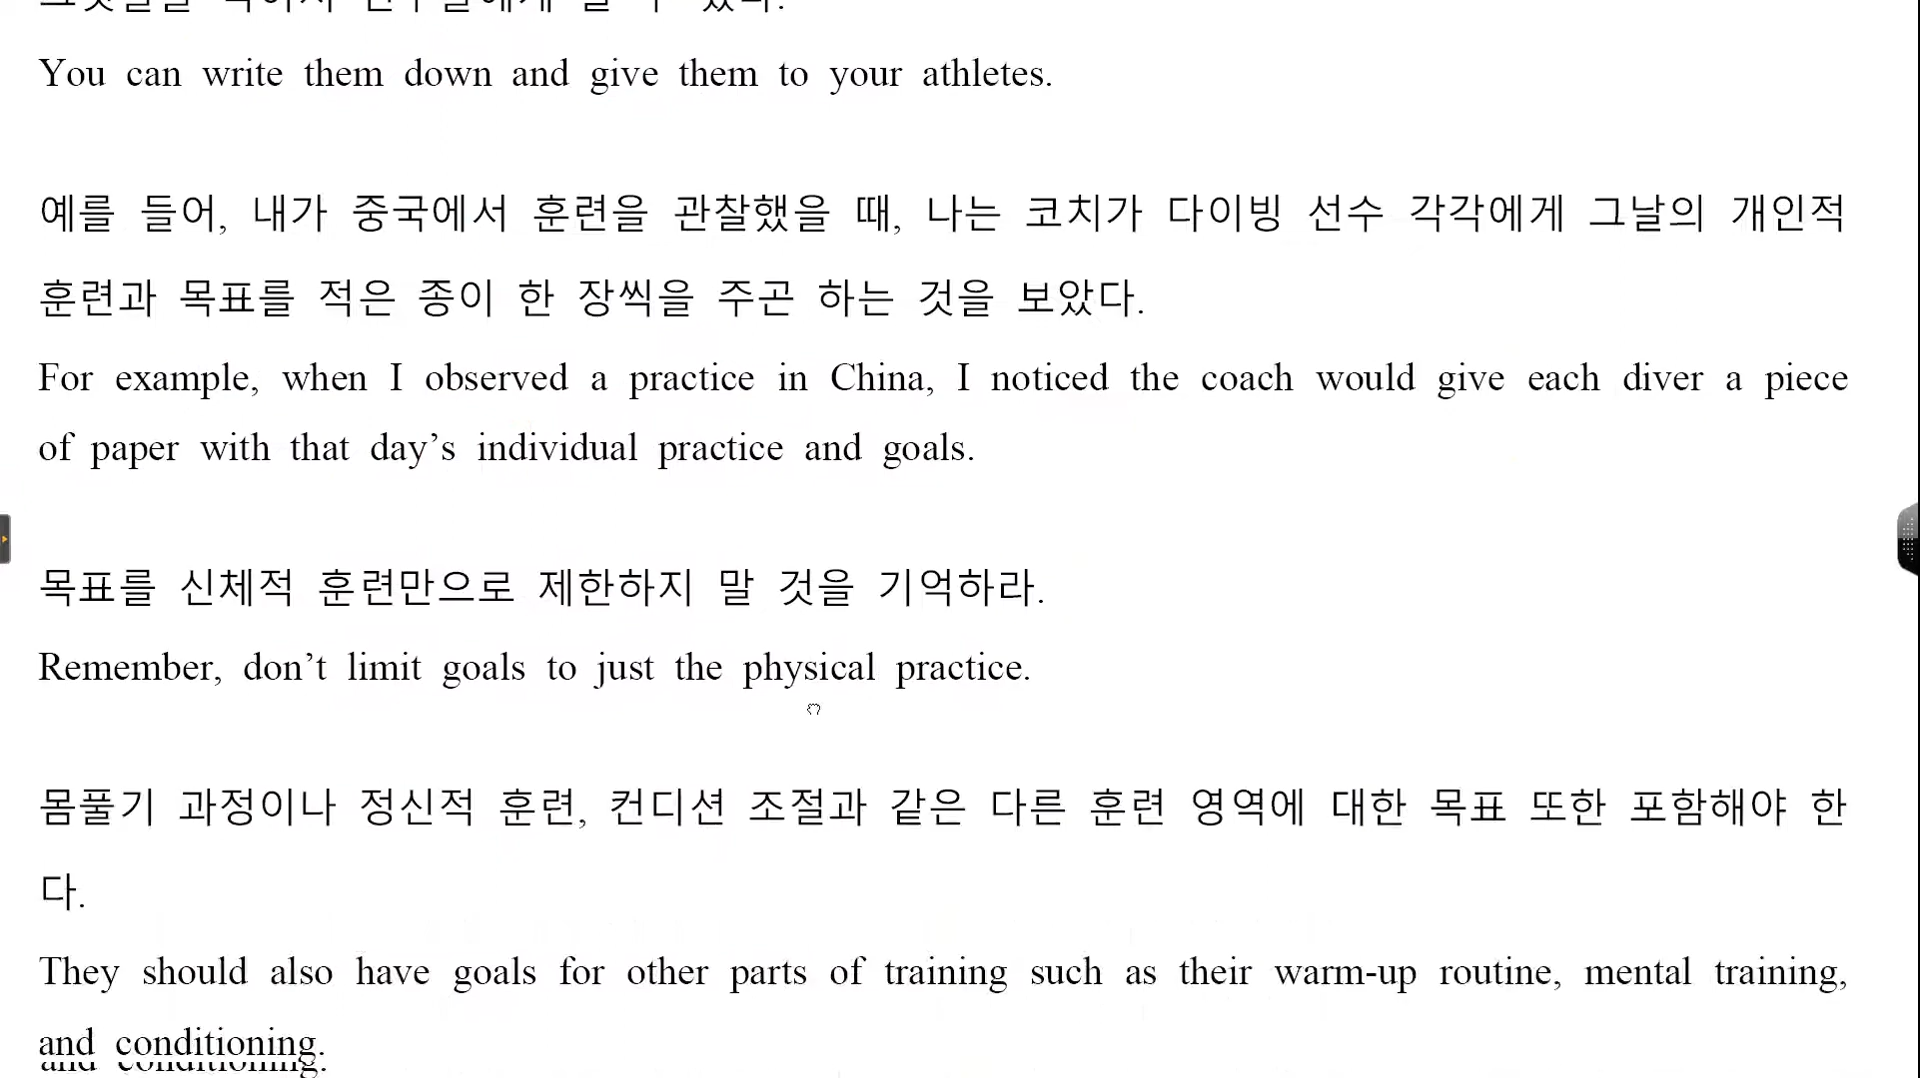 You can write them down and give them to your athletes.
예를 들어, 내가 중국에서 훈련을 관찰했을 때, 나는 코치가 다이빙 선수 각각에게 그날의 개인적
훈련과 목표를 적은 종이 한 장씩을 주곤 하는 것을 보았다.
For example, when I observed a practice in China, I noticed the coach would give each diver a piece
of paper with that day’s individual practice and goals.
목표를 신체적 훈련만으로 제한하지 말 것을 기억하라.
Remember, don’t limit goals to just the physical practice.
몸풀기 과정이나 정신적 훈련, 컨디션 조절과 같은 다른 훈련 영역에 대한 목표 또한 포함해야 한
다.
They should also have goals for other parts of training such as their warm-up routine, mental training,
and conditioning.